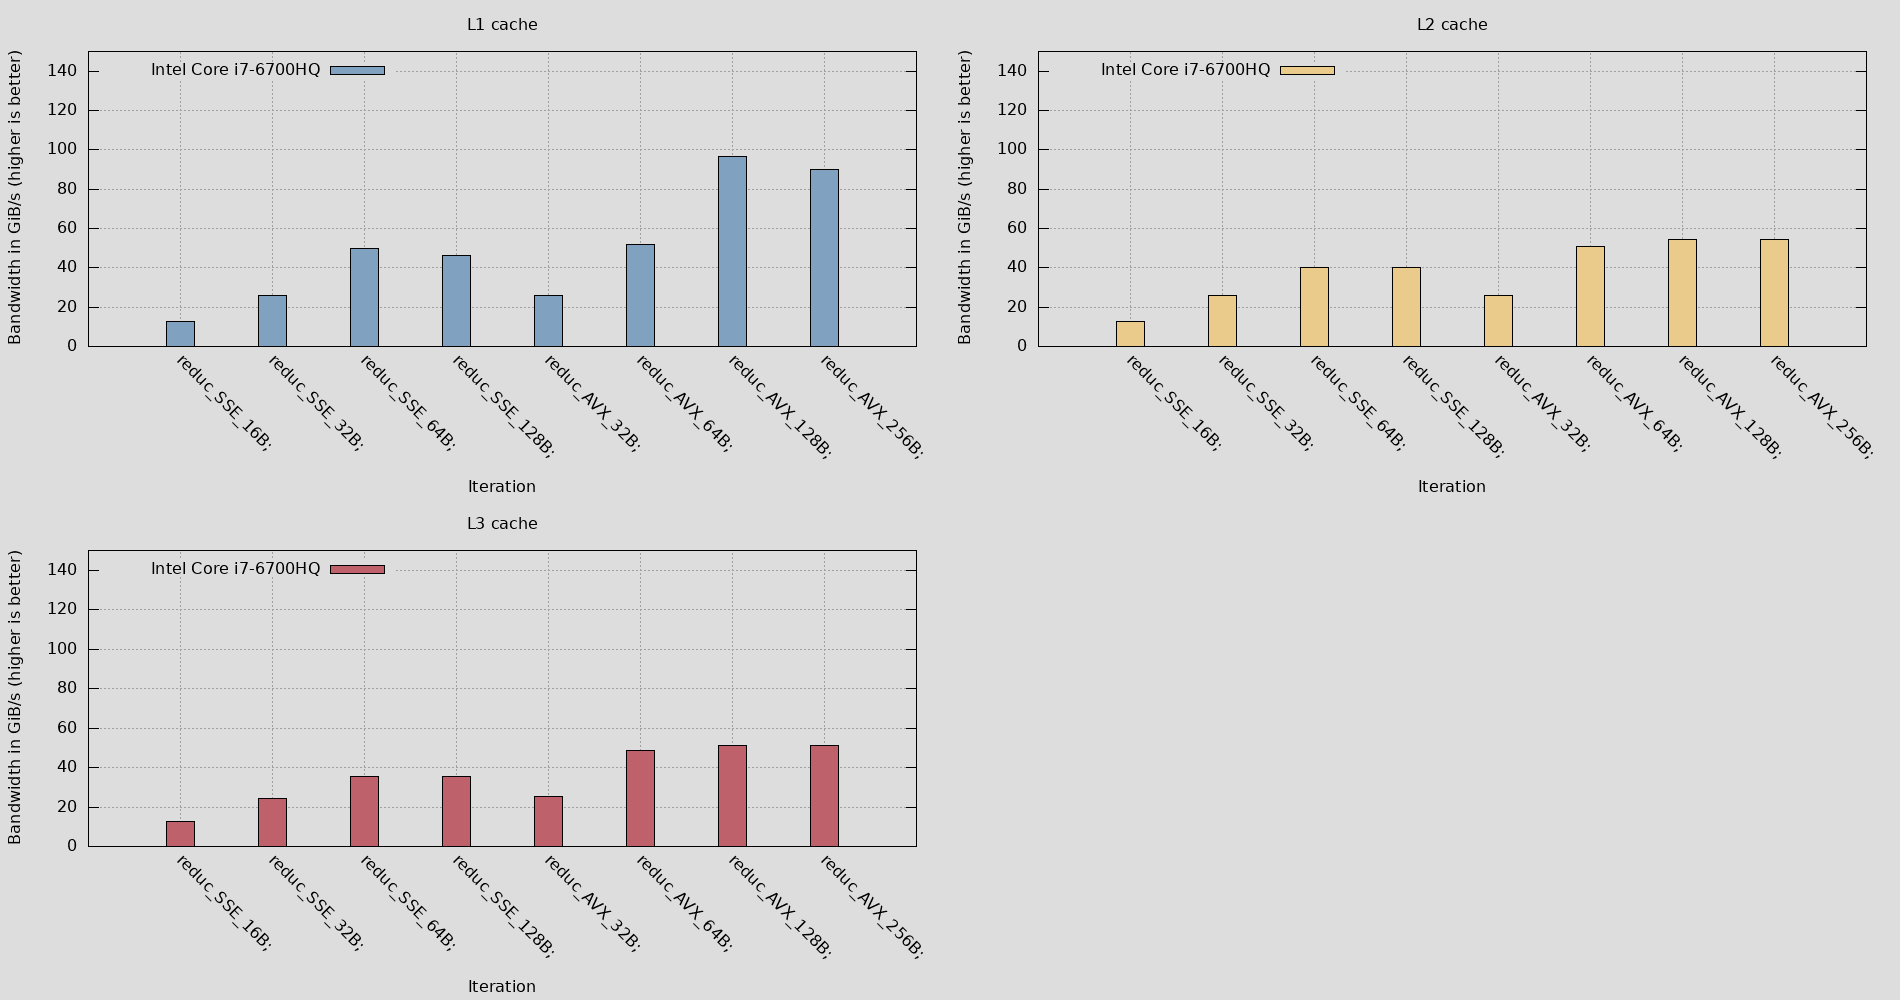 L1 cache
Bandwidth in GiB/s (higher is better)
Intel Core i7-6700HQ
140
120
100
80
60
40
20
0
reduc_SSE_16B;
reduc_SSE_32B;
reduc_SSE_64B;
reduc_SSE_128B;
reduc_AVX_32B;
reduc_AVX_64B;
reduc_AVX_128B;
reduc_AVX_256B;
Iteration
L2 cache
Bandwidth in GiB/s (higher is better)
Intel Core i7-6700HQ
140
120
100
80
60
40
20
0
reduc_SSE_16B;
reduc_SSE_32B;
reduc_SSE_64B;
reduc_SSE_128B;
reduc_AVX_32B;
reduc_AVX_64B;
reduc_AVX_128B;
reduc_AVX_256B;
Iteration
L3 cache
Bandwidth in GiB/s (higher is better)
Intel Core i7-6700HQ
140
120
100
80
60
40
20
0
reduc_SSE_16B;
reduc_SSE_32B;
reduc_SSE_64B;
reduc_SSE_128B;
reduc_AVX_32B;
reduc_AVX_64B;
reduc_AVX_128B;
reduc_AVX_256B;
Iteration